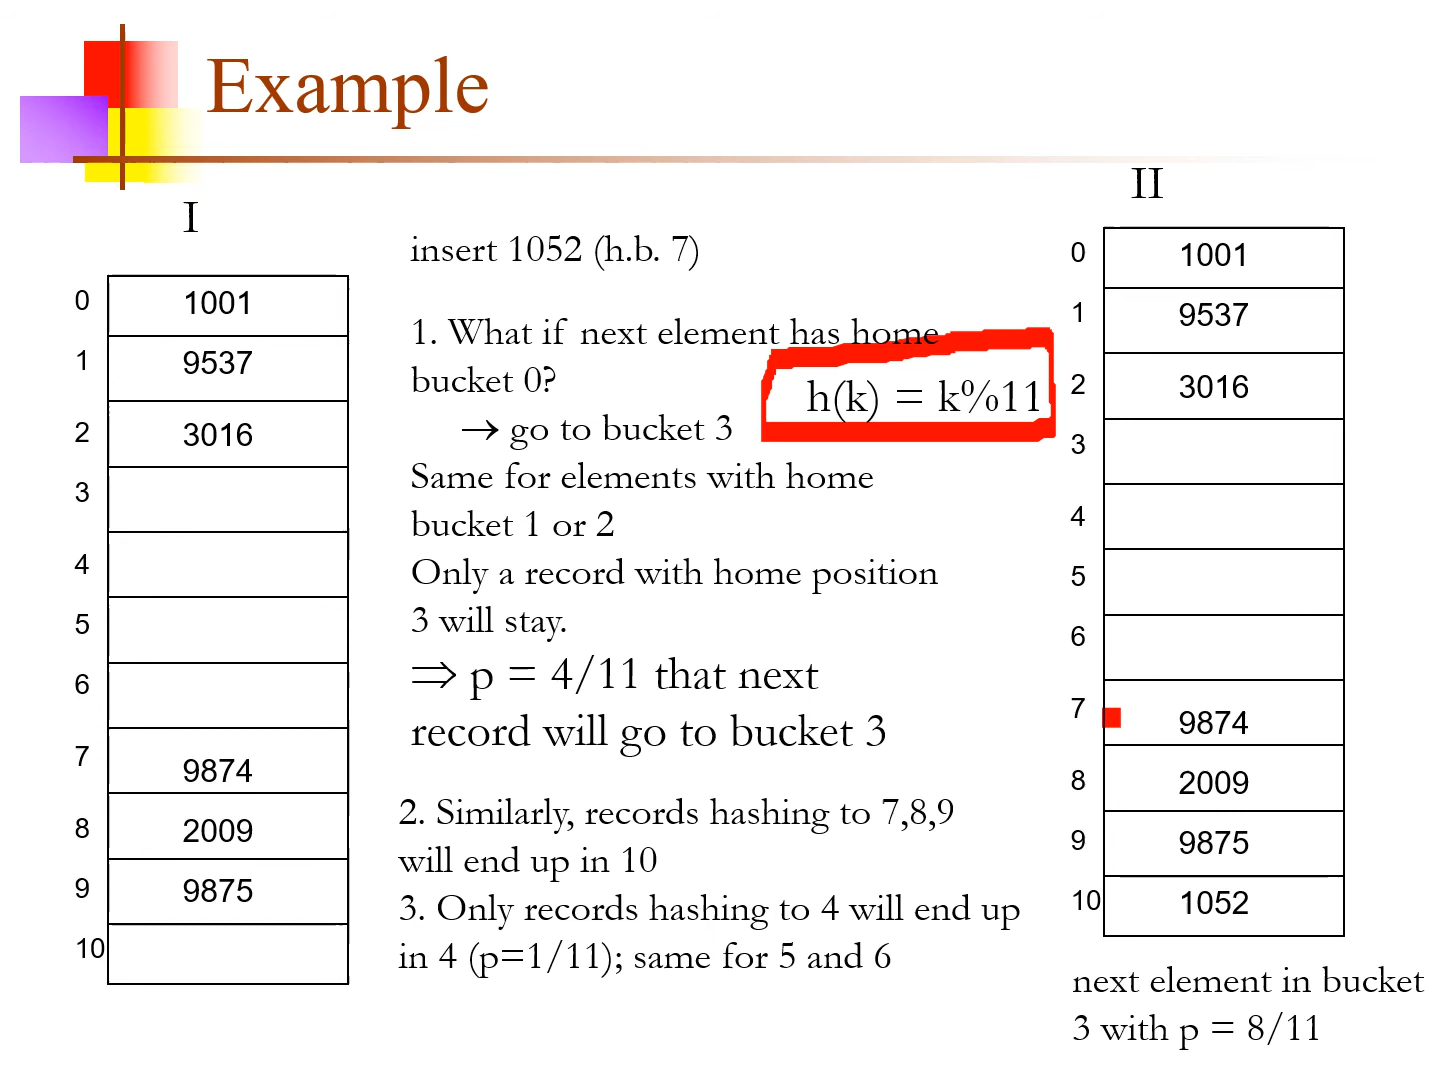 Example
I
0 1001
1 9537
2 3016
3
4
5
6
7 9874
8 2009
9 9875
10
insert 1052 (h.b. 7)
1. What if next element has home
bucket 0?
→ go to bucket 3
Same for elements with home
bucket 1 or 2
Only a record with home position
3 will stay.
⇒ p = 4/11 that next
record will go to bucket 3
2. Similarly, records hashing to 7,8,9
will end up in 10
3. Only records hashing to 4 will end up
in 4 (p=1/11); same for 5 and 6
h(k) = k%11
II
0 1001
1 9537
2 3016
3
4
5
6
7 9874
8 2009
9 9875
10 1052
next element in bucket
3 with p = 8/11